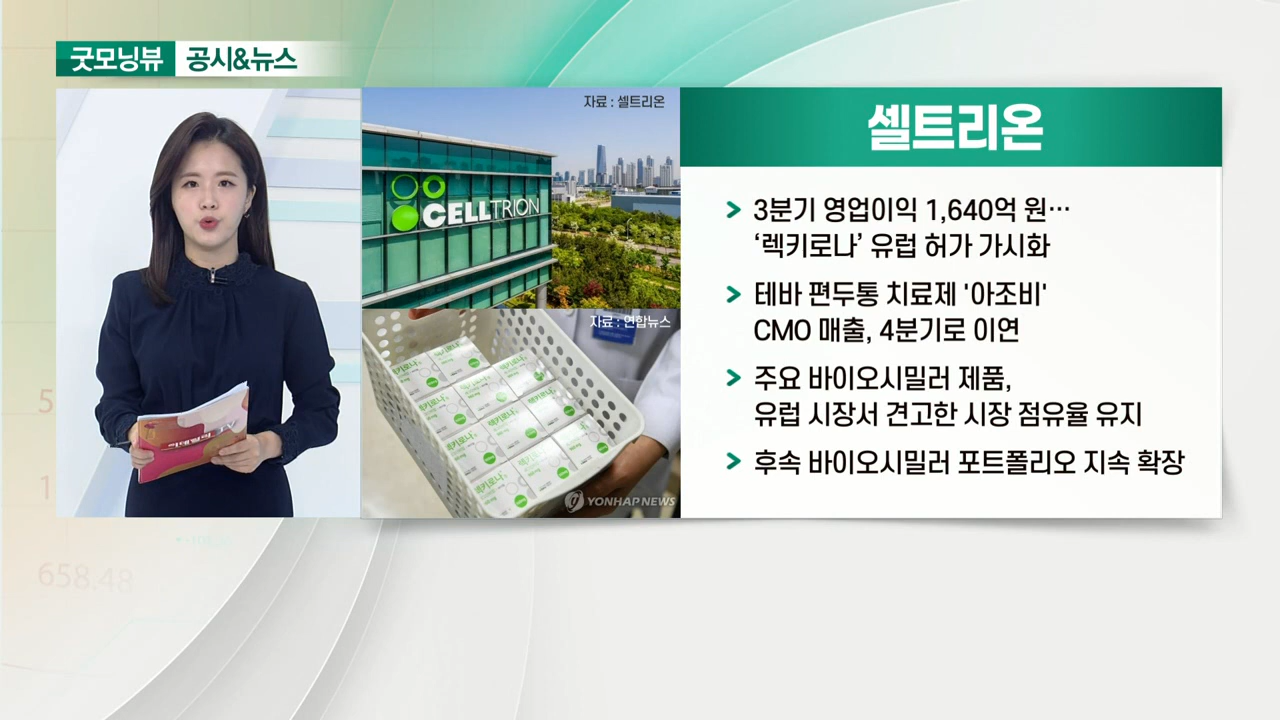 굿모닝뷰 공시&뉴스
자료 : 셀트리온
CELLTRION
자료 : 연합뉴스
렉키로나
YONHAP NEWS
셀트리온
3분기 영업이익 1,640억 원…
‘렉키로나’ 유럽 허가 가시화
테바 편두통 치료제 '아조비'
CMO 매출, 4분기로 이연
주요 바이오시밀러 제품,
유럽 시장서 견고한 시장 점유율 유지
후속 바이오시밀러 포트폴리오 지속 확장
658.48